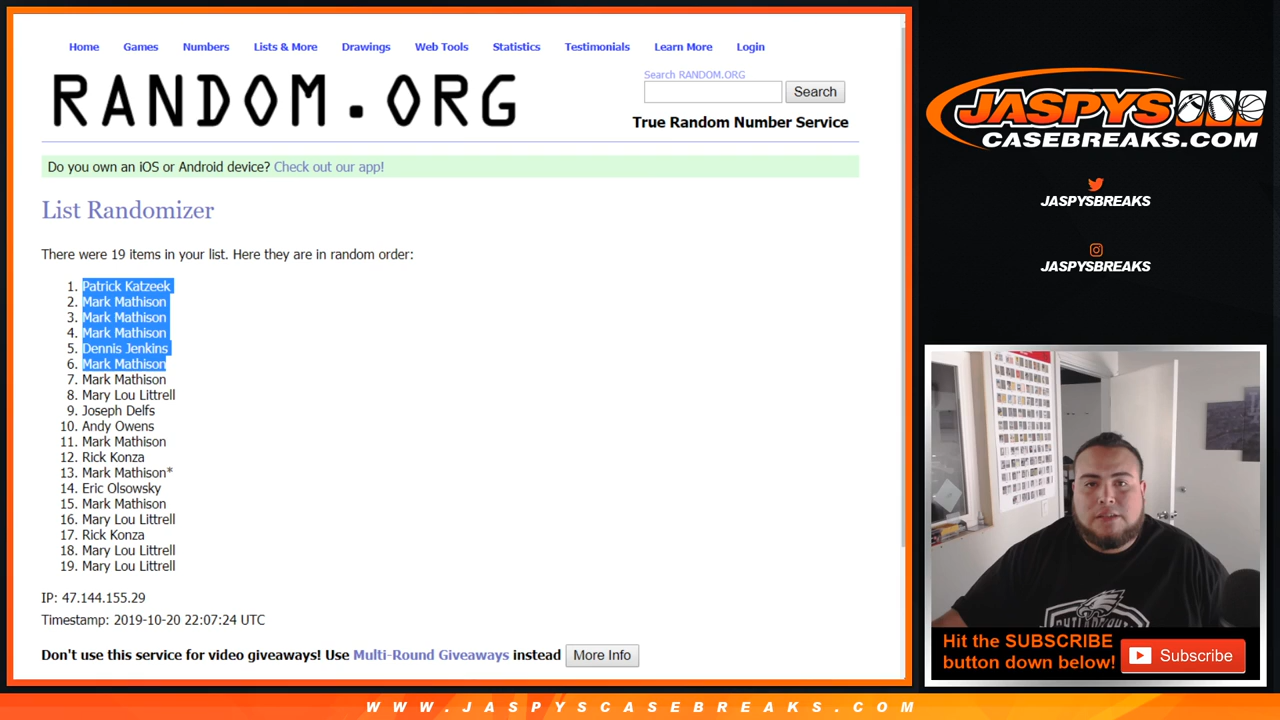 Home Games Numbers Lists & More Drawings Web Tools Statistics Testimonials Learn More Login
RANDOM.ORG
Search RANDOM.ORG
Search
True Random Number Service
Do you own an iOS or Android device? Check out our app!
List Randomizer
There were 19 items in your list. Here they are in random order:
1. Patrick Katzeek
2. Mark Mathison
3. Mark Mathison
4. Mark Mathison
5. Dennis Jenkins
6. Mark Mathison
7. Mark Mathison
8. Mary Lou Littrell
9. Joseph Delfs
10. Andy Owens
11. Mark Mathison
12. Rick Konza
13. Mark Mathison*
14. Eric Olsowsky
15. Mark Mathison
16. Mary Lou Littrell
17. Rick Konza
18. Mary Lou Littrell
19. Mary Lou Littrell
IP: 47.144.155.29
Timestamp: 2019-10-20 22:07:24 UTC
Don't use this service for video giveaways! Use Multi-Round Giveaways instead More Info
JASPYS
CASEBREAKS.COM
JASPYSBREAKS
JASPYSBREAKS
Hit the SUBSCRIBE
button down below!
Subscribe
WWW.JASPYSCASEBREAKS.COM